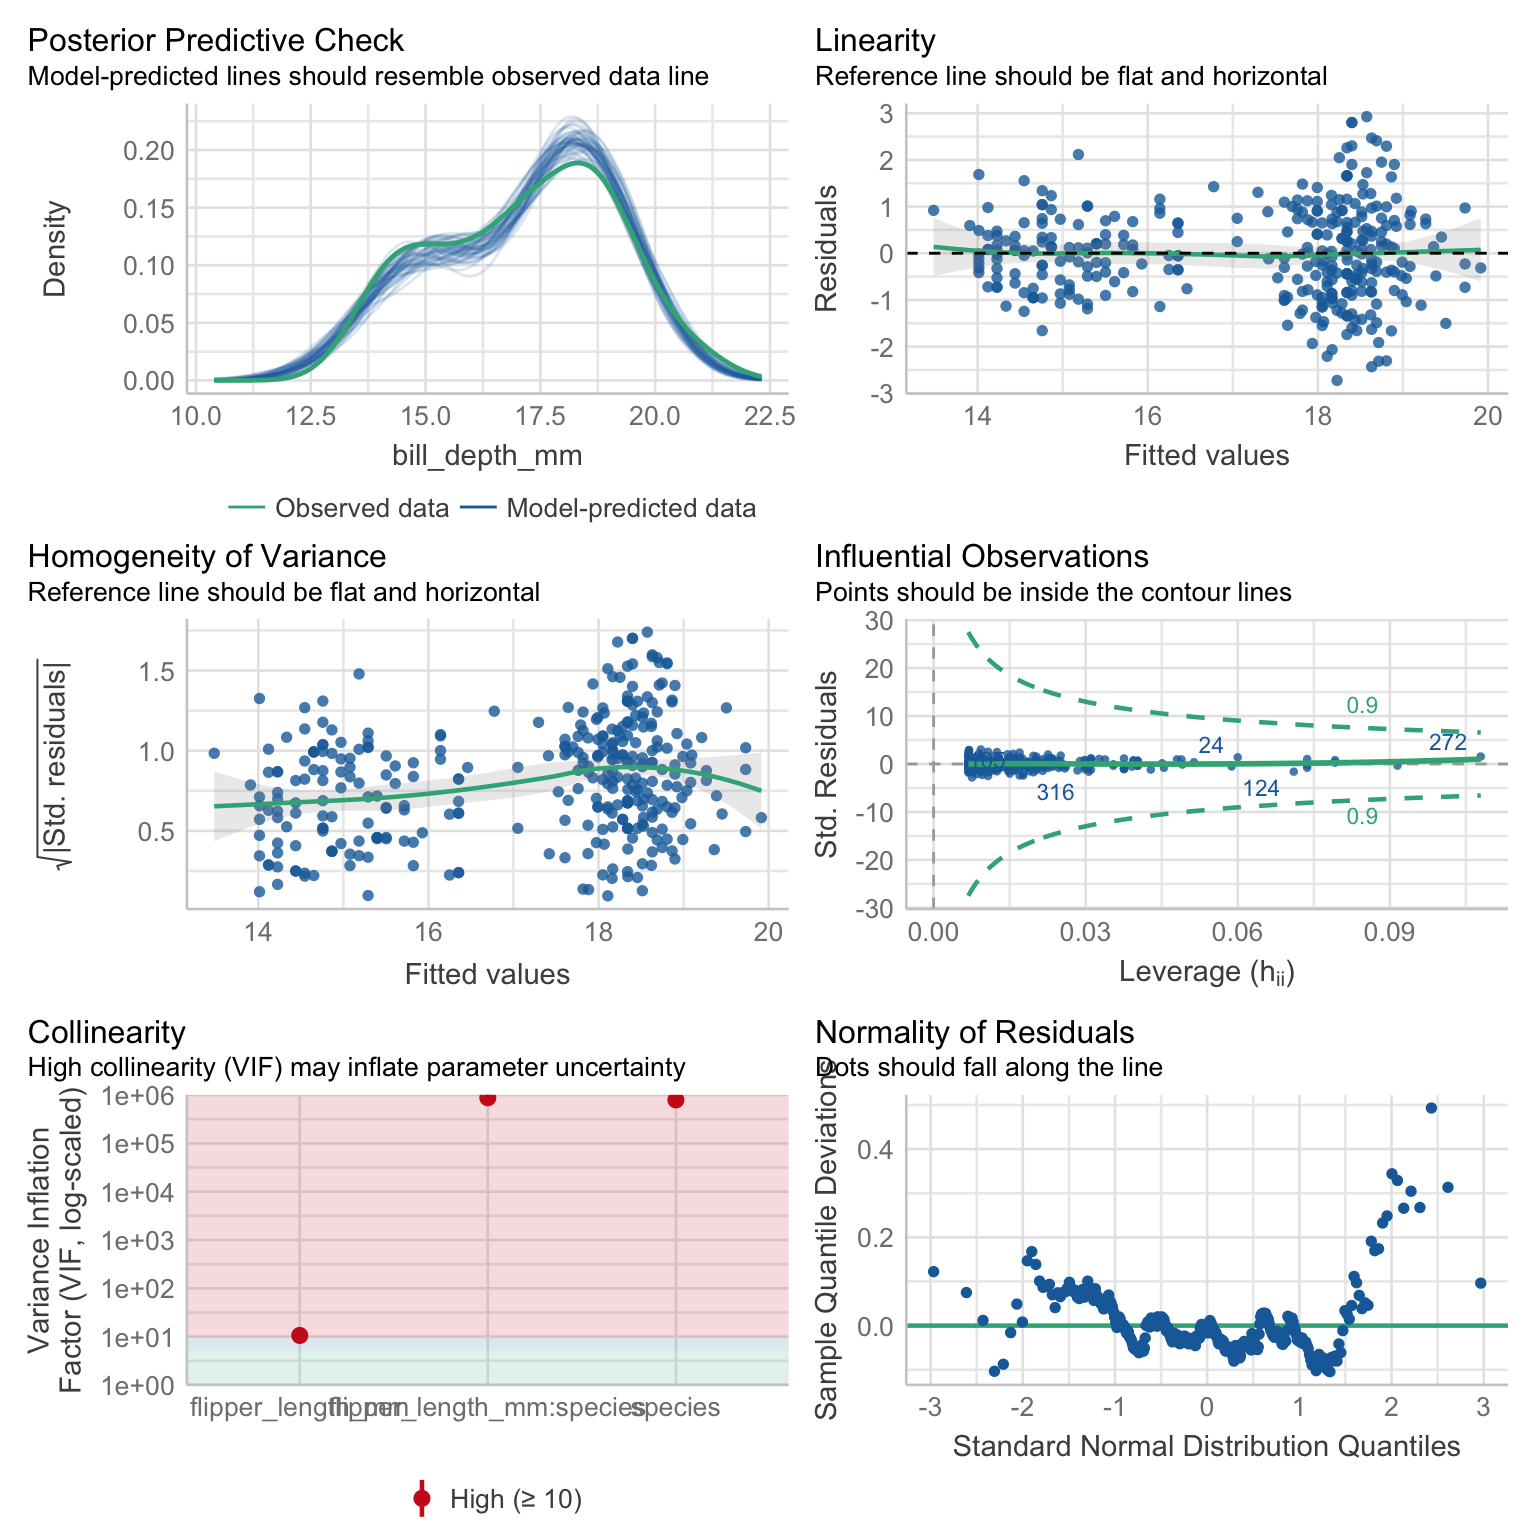 Posterior Predictive Check
Model-predicted lines should resemble observed data line
Density
0.20
0.15
0.10
0.05
0.00
10.0 12.5 15.0 17.5 20.0 22.5
bill_depth_mm
Observed data Model-predicted data
Linearity
Reference line should be flat and horizontal
Residuals
3
2
1
0
-1
-2
-3
14 16 18 20
Fitted values
Homogeneity of Variance
Reference line should be flat and horizontal
√|Std. residuals|
1.5
1.0
0.5
14 16 18 20
Fitted values
Influential Observations
Points should be inside the contour lines
Std. Residuals
30
20
10
0
-10
-20
-30
0.9
24
272
316
124
0.9
0.00 0.03 0.06 0.09
Leverage (hᵢᵢ)
Collinearity
High collinearity (VIF) may inflate parameter uncertainty
Variance Inflation
Factor (VIF, log-scaled)
1e+06
1e+05
1e+04
1e+03
1e+02
1e+01
1e+00
flipper_length_mm flipper_length_mm:species species
High (≥ 10)
Normality of Residuals
Dots should fall along the line
Sample Quantile Deviations
0.4
0.2
0.0
-3 -2 -1 0 1 2 3
Standard Normal Distribution Quantiles